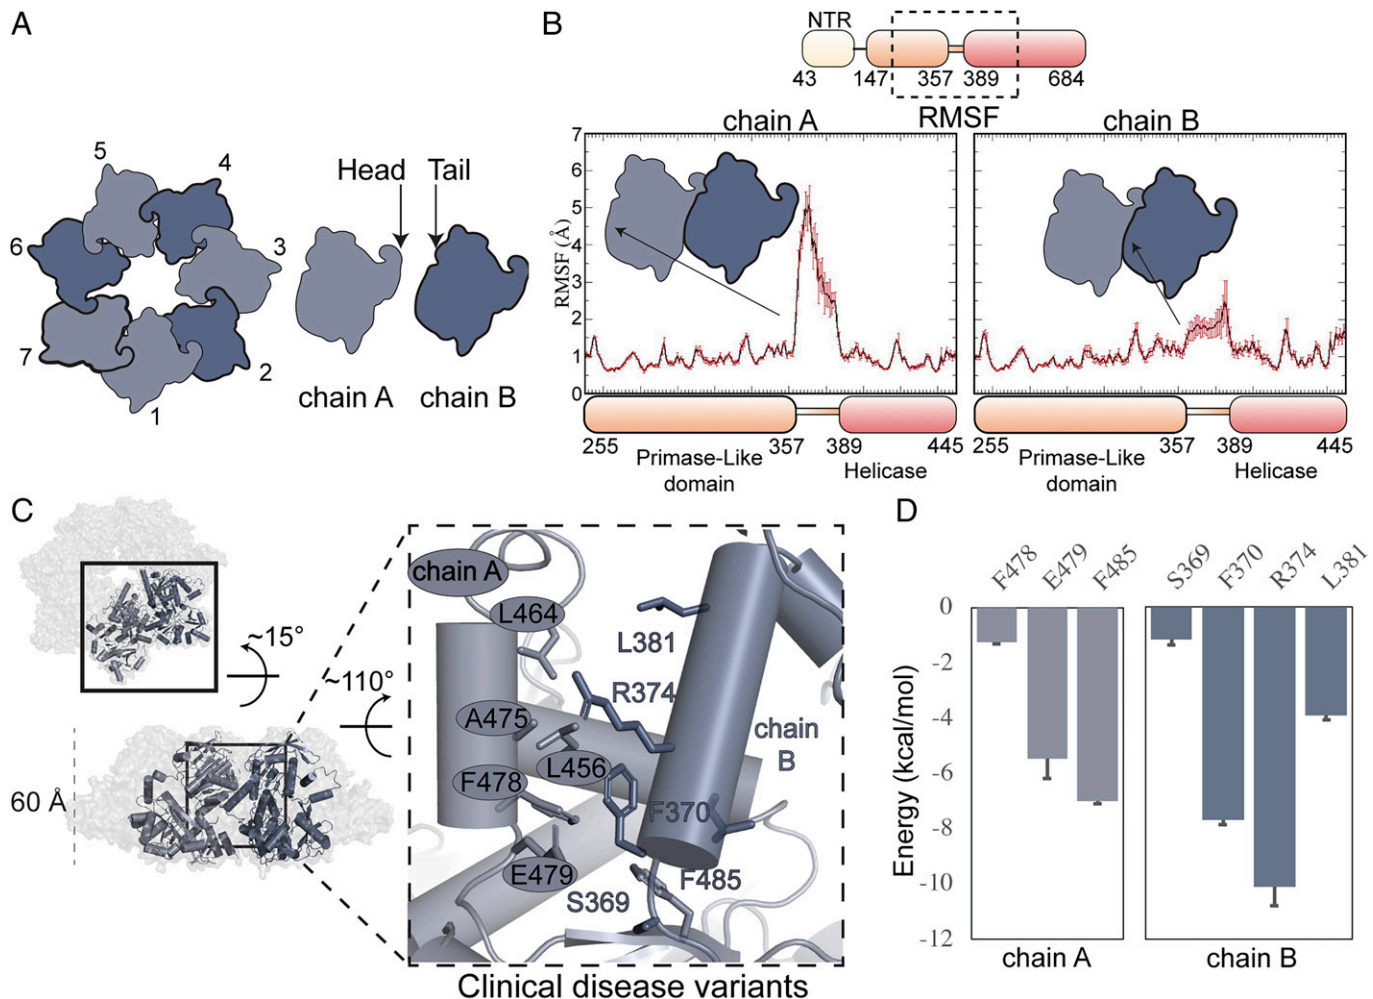 A
5
4
6
3
7
2
1
Head
Tail
chain A
chain B
B
NTR
43
147
357
389
684
RMSF
chain A
chain B
RMSF (Å)
7
6
5
4
3
2
1
0
255
357
389
445
Primase-Like
domain
Helicase
255
357
389
445
Primase-Like
domain
Helicase
C
~15°
~110°
60 Å
chain A
L464
L381
R374
A475
chain
B
L456
F478
F370
E479
F485
S369
Clinical disease variants
D
F478
E479
F485
S369
F370
R374
L381
Energy (kcal/mol)
0
-2
-4
-6
-8
-10
-12
chain A
chain B